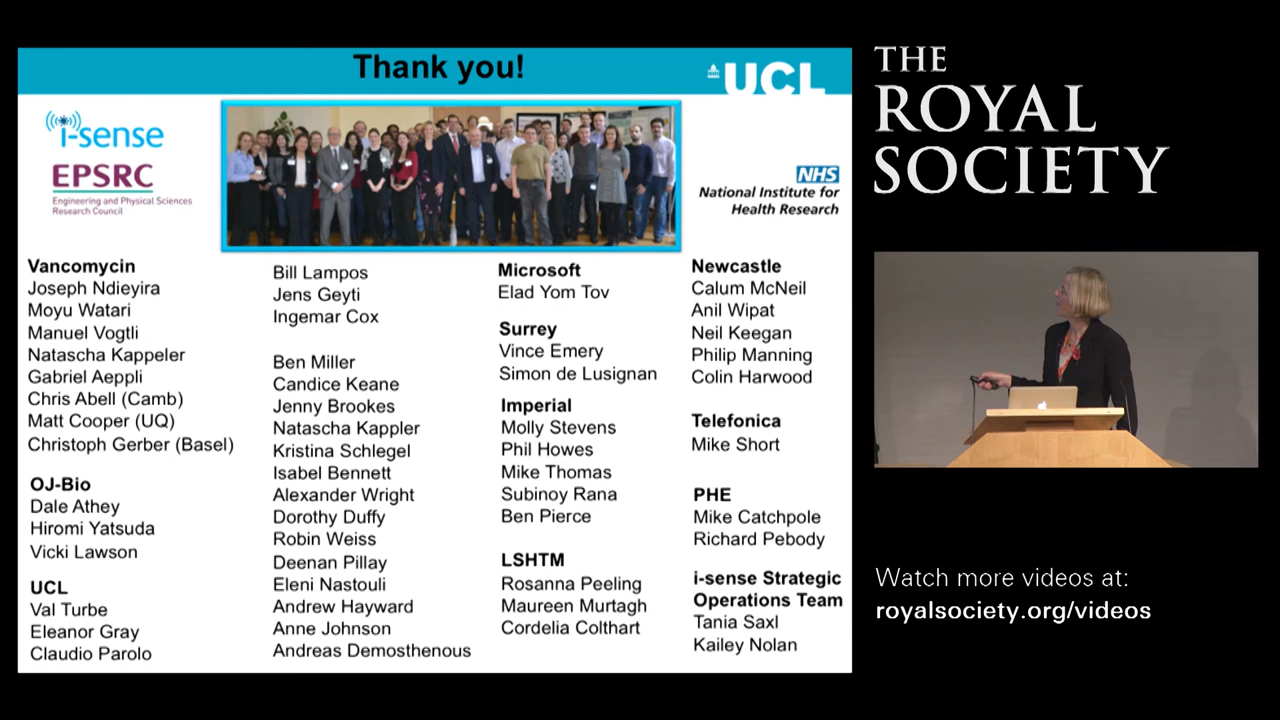 Thank you!
UCL
i-sense
EPSRC
Engineering and Physical Sciences
Research Council
NHS
National Institute for
Health Research
Vancomycin
Joseph Ndieyira
Moyu Watari
Manuel Vogtli
Natascha Kappeler
Gabriel Aeppli
Chris Abell (Camb)
Matt Cooper (UQ)
Christoph Gerber (Basel)
OJ-Bio
Dale Athey
Hiromi Yatsuda
Vicki Lawson
UCL
Val Turbe
Eleanor Gray
Claudio Parolo
Bill Lampos
Jens Geyti
Ingemar Cox
Ben Miller
Candice Keane
Jenny Brookes
Natascha Kappler
Kristina Schlegel
Isabel Bennett
Alexander Wright
Dorothy Duffy
Robin Weiss
Deenan Pillay
Eleni Nastouli
Andrew Hayward
Anne Johnson
Andreas Demosthenous
Microsoft
Elad Yom Tov
Surrey
Vince Emery
Simon de Lusignan
Imperial
Molly Stevens
Phil Howes
Mike Thomas
Subinoy Rana
Ben Pierce
LSHTM
Rosanna Peeling
Maureen Murtagh
Cordelia Colthart
Newcastle
Calum McNeil
Anil Wipat
Neil Keegan
Philip Manning
Colin Harwood
Telefonica
Mike Short
PHE
Mike Catchpole
Richard Pebody
i-sense Strategic
Operations Team
Tania Saxl
Kailey Nolan
THE
ROYAL
SOCIETY
Watch more videos at:
royalsociety.org/videos